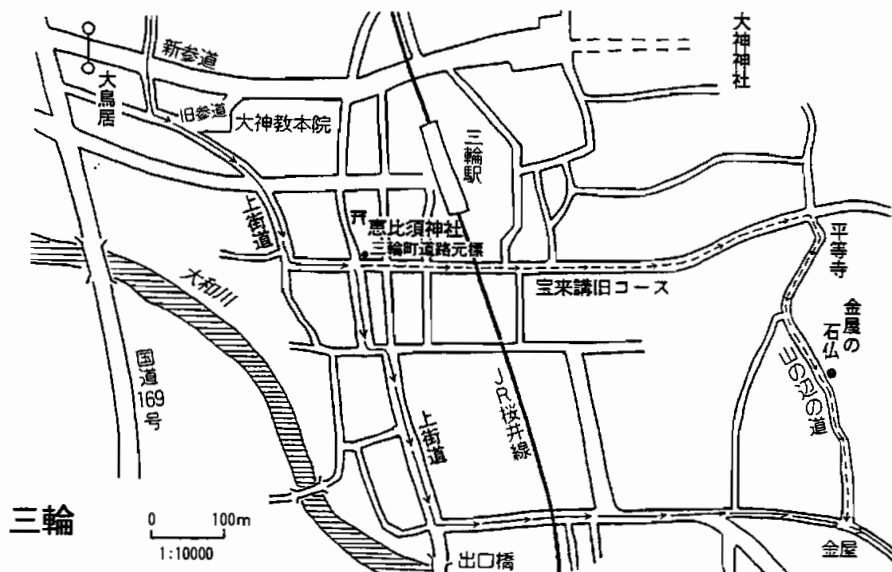 新参道
大鳥居
旧参道
大神教本院
大神神社
三輪駅
上街道
恵比須神社
三輪町道路元標
宝来講旧コース
平等寺
大和川
金屋の
石仏
山の辺の道
国道
169
号
JR桜井線
上街道
三輪
0 100m
1:10000
出口橋
金屋